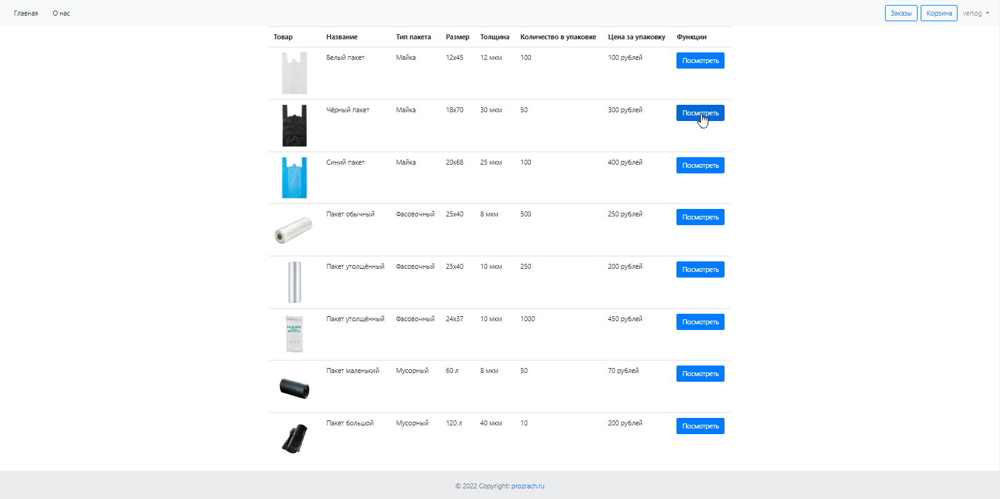 Главная О нас Заказы Корзина vertog
Товар Название Тип пакета Размер Толщина Количество в упаковке Цена за упаковку Функции
Белый пакет Майка 12x45 12 мкм 100 100 рублей Посмотреть
Чёрный пакет Майка 18x70 30 мкм 50 300 рублей Посмотреть
Синий пакет Майка 20x68 25 мкм 100 400 рублей Посмотреть
Пакет обычный Фасовочный 25x40 8 мкм 500 250 рублей Посмотреть
Пакет утолщённый Фасовочный 25x40 10 мкм 250 200 рублей Посмотреть
Пакет утолщённый Фасовочный 24x37 10 мкм 1000 450 рублей Посмотреть
Пакет маленький Мусорный 60 л 8 мкм 50 70 рублей Посмотреть
Пакет большой Мусорный 120 л 40 мкм 10 200 рублей Посмотреть
© 2022 Copyright: prozrach.ru